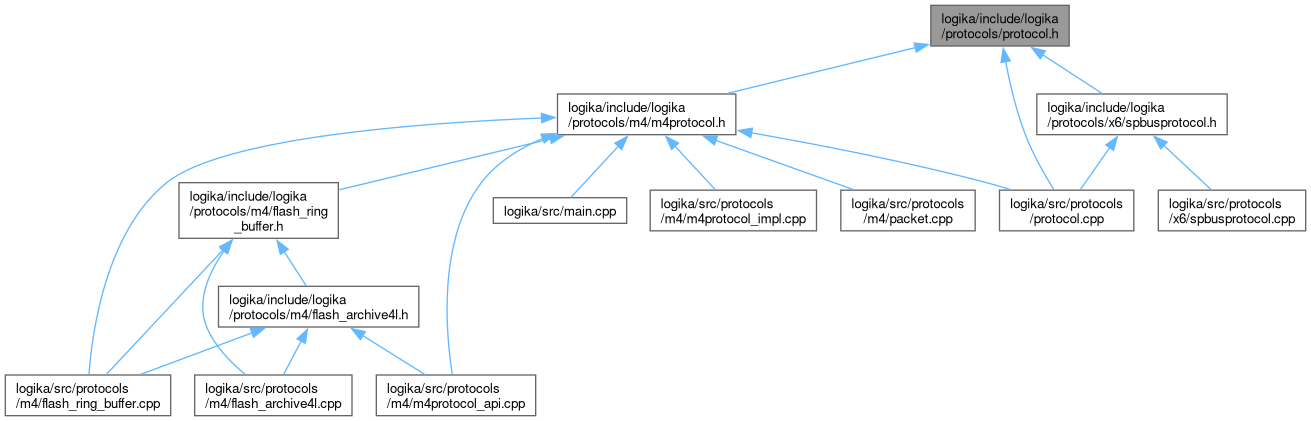 logika/include/logika
/protocols/protocol.h
logika/include/logika
/protocols/m4/m4protocol.h
logika/include/logika
/protocols/x6/spbusprotocol.h
logika/include/logika
/protocols/m4/flash_ring
_buffer.h
logika/src/main.cpp
logika/src/protocols
/m4/m4protocol_impl.cpp
logika/src/protocols
/m4/packet.cpp
logika/src/protocols
/protocol.cpp
logika/src/protocols
/x6/spbusprotocol.cpp
logika/include/logika
/protocols/m4/flash_archive4l.h
logika/src/protocols
/m4/flash_ring_buffer.cpp
logika/src/protocols
/m4/flash_archive4l.cpp
logika/src/protocols
/m4/m4protocol_api.cpp